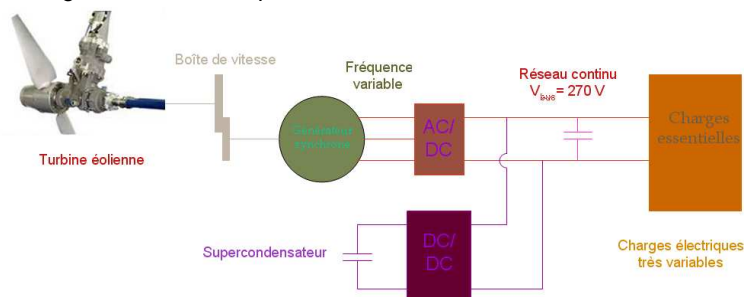 Boîte de vitesse
Fréquence
variable
Réseau continu
V bus = 270 V
Générateur
synchrone
AC/
DC
Charges
essentielles
Turbine éolienne
DC/
DC
Supercondensateur
Charges électriques
très variables